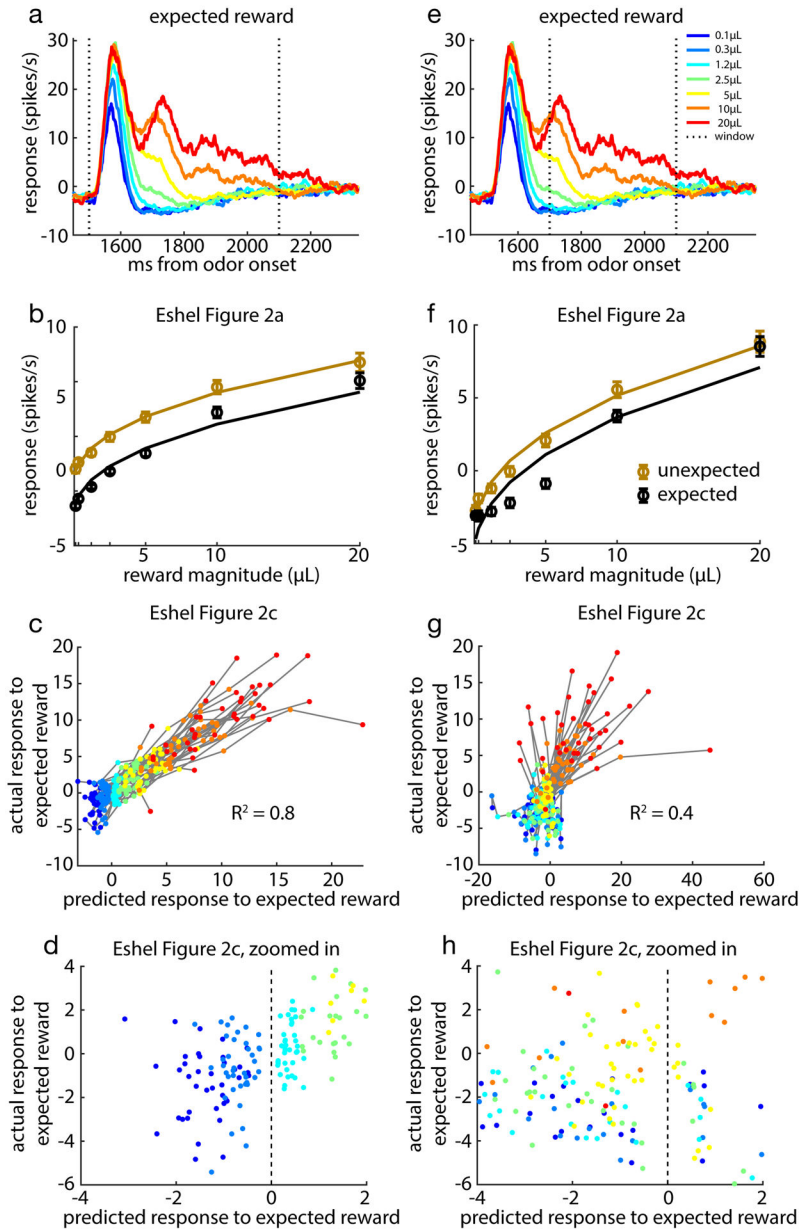 a
expected reward
response (spikes/s)
30
20
10
0
-10
1600
1800
2000
2200
ms from odor onset
e
expected reward
response (spikes/s)
30
20
10
0
-10
1600
1800
2000
2200
ms from odor onset
0.1µL
0.3µL
1.2µL
2.5µL
5µL
10µL
20µL
window
b
Eshel Figure 2a
response (spikes/s)
10
5
0
-5
5
10
20
reward magnitude (µL)
f
Eshel Figure 2a
response (spikes/s)
10
5
0
-5
unexpected
expected
5
10
20
reward magnitude (µL)
c
Eshel Figure 2c
actual response to
expected reward
20
15
10
5
0
-5
-10
R² = 0.8
0
5
10
15
20
predicted response to expected reward
g
Eshel Figure 2c
actual response to
expected reward
20
15
10
5
0
-5
-10
R² = 0.4
-20
0
20
40
60
predicted response to expected reward
d
Eshel Figure 2c, zoomed in
actual response to
expected reward
4
2
0
-2
-4
-6
-4
-2
0
2
predicted response to expected reward
h
Eshel Figure 2c, zoomed in
actual response to
expected reward
4
2
0
-2
-4
-6
-4
-2
0
2
predicted response to expected reward